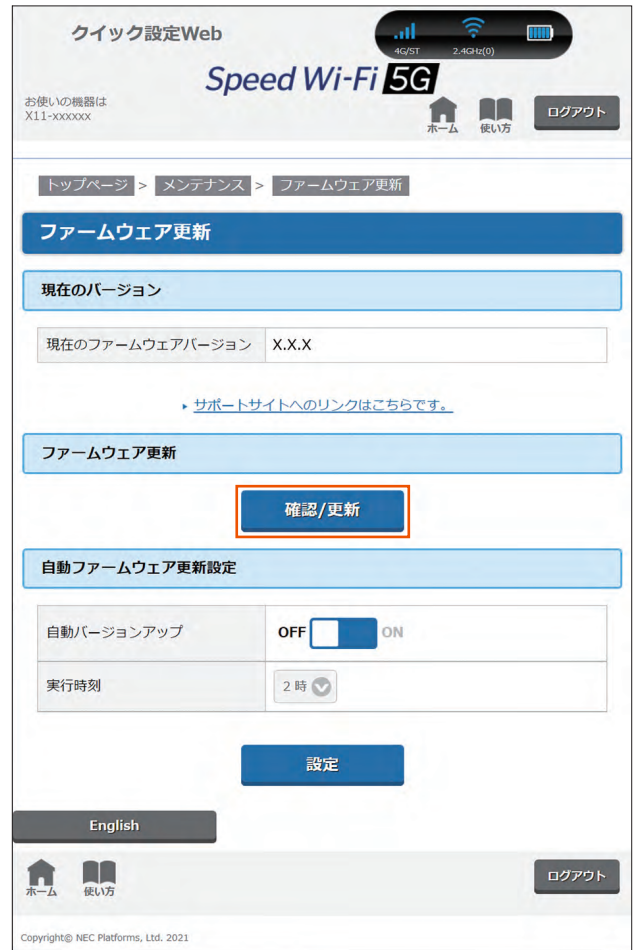 クイック設定Web
4G/ST 2.4GHz(0)
Speed Wi-Fi 5G
お使いの機器は
X11-xxxxxx
ホーム 使い方 ログアウト
トップページ > メンテナンス > ファームウェア更新
ファームウェア更新
現在のバージョン
現在のファームウェアバージョン X.X.X
サポートサイトへのリンクはこちらです。
ファームウェア更新
確認/更新
自動ファームウェア更新設定
自動バージョンアップ OFF ON
実行時刻 2時
設定
English
ホーム 使い方 ログアウト
Copyright© NEC Platforms, Ltd. 2021